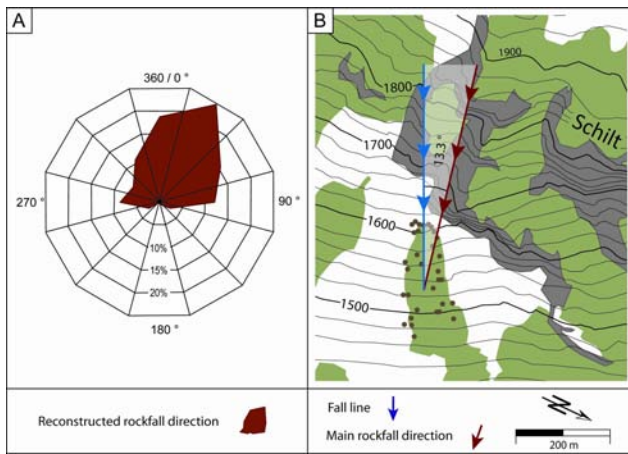 A
360 / 0 °
270 °
90 °
10%
15%
20%
180 °
Reconstructed rockfall direction
B
1900
1800
Schilt
13.3 °
1700
1600
1500
Fall line
N
Main rockfall direction
200 m